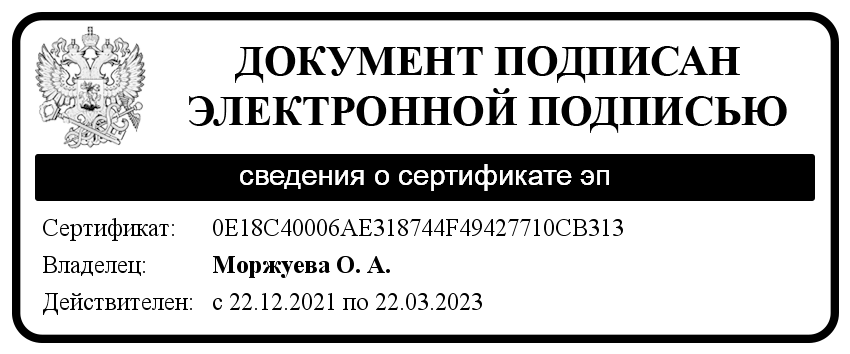 ДОКУМЕНТ ПОДПИСАН
ЭЛЕКТРОННОЙ ПОДПИСЬЮ
сведения о сертификате эп
Сертификат: 0E18C40006AE318744F49427710CB313
Владелец: Моржуева О. А.
Действителен: с 22.12.2021 по 22.03.2023